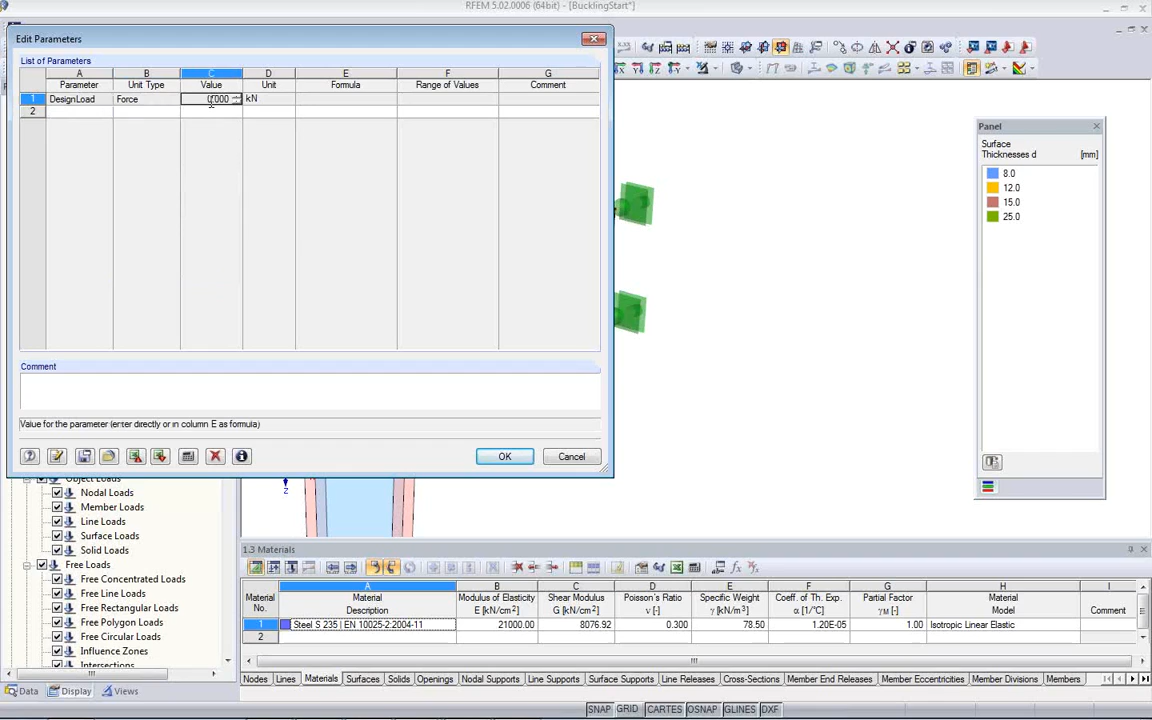 RFEM 5.02.0006 (64bit) - [BucklingStart*]
Edit Parameters
List of Parameters
A B C D E F G
Parameter Unit Type Value Unit Formula Range of Values Comment
1 DesignLoad Force 0.000 kN
2
Comment
Value for the parameter (enter directly or in column E as formula)
OK Cancel
Panel
Surface
Thicknesses d [mm]
8.0
12.0
15.0
25.0
z
Object Loads
Nodal Loads
Member Loads
Line Loads
Surface Loads
Solid Loads
Free Loads
Free Concentrated Loads
Free Line Loads
Free Rectangular Loads
Free Polygon Loads
Free Circular Loads
Influence Zones
Intersections
Data Display Views
1.3 Materials
A B C D E F G H I
Material Material Modulus of Elasticity Shear Modulus Poisson's Ratio Specific Weight Coeff. of Th. Exp. Partial Factor Material
No. Description E [kN/cm²] G [kN/cm²] ν [-] γ [kN/m³] α [1/°C] γM [-] Model Comment
1 Steel S 235 | EN 10025-2:2004-11 21000.00 8076.92 0.300 78.50 1.20E-05 1.00 Isotropic Linear Elastic
2
Nodes Lines Materials Surfaces Solids Openings Nodal Supports Line Supports Surface Supports Line Releases Cross-Sections Member End Releases Member Eccentricities Member Divisions Members
SNAP GRID CARTES OSNAP GLINES DXF